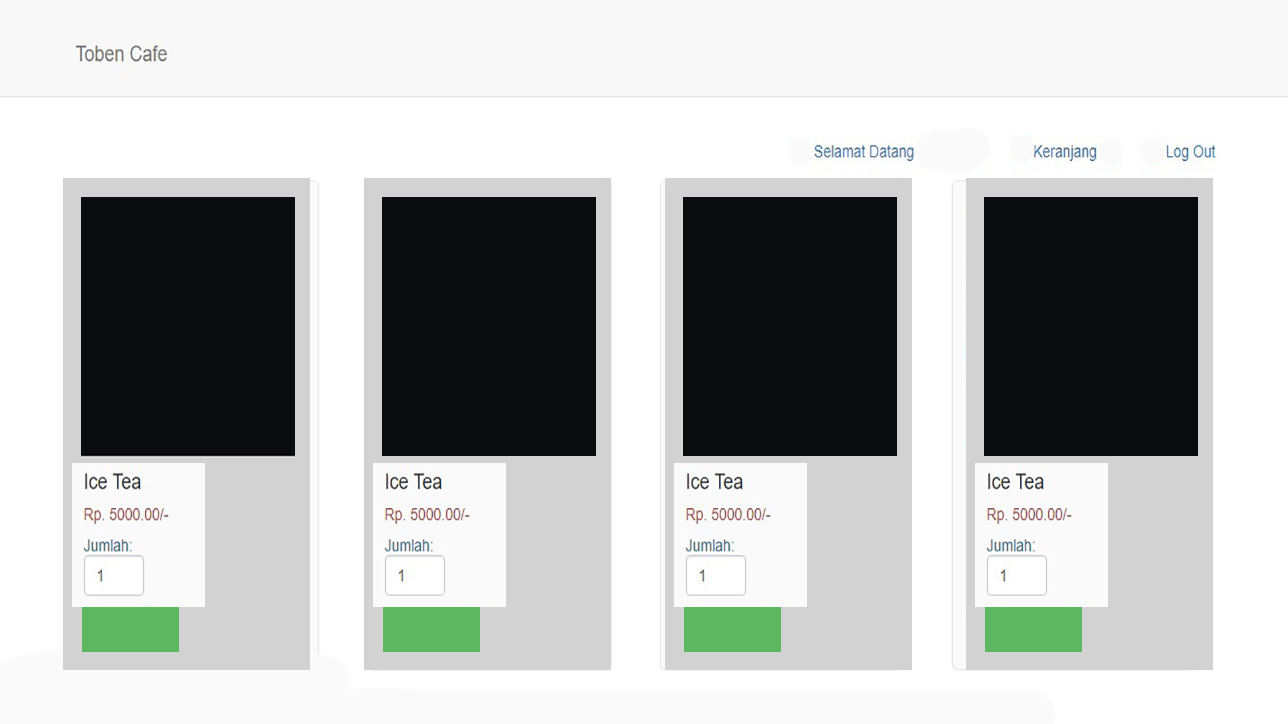 Toben Cafe
Selamat Datang Keranjang Log Out
Ice Tea
Rp. 5000.00/-
Jumlah:
1
Ice Tea
Rp. 5000.00/-
Jumlah:
1
Ice Tea
Rp. 5000.00/-
Jumlah:
1
Ice Tea
Rp. 5000.00/-
Jumlah:
1